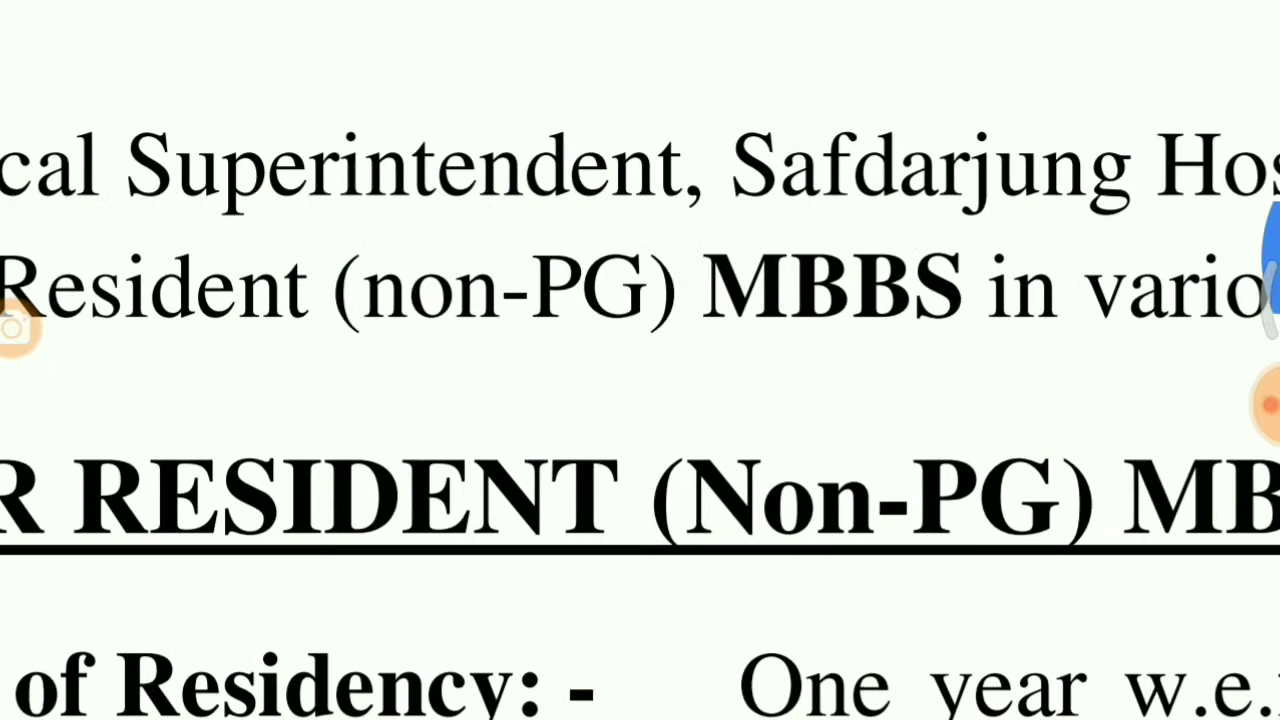 cal Superintendent, Safdarjung Hos
Resident (non-PG) MBBS in vario
R RESIDENT (Non-PG) MB
of Residency: - One year w.e.